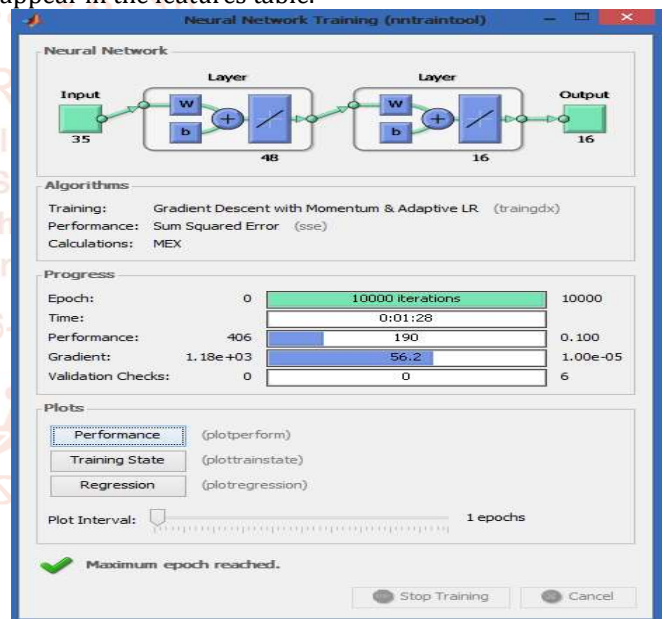 appear in the features table.
Neural Network Training (nntraintool)
Neural Network
Layer Layer
Input Output
W W
b b
+ +
35 48 16 16
Algorithms
Training: Gradient Descent with Momentum & Adaptive LR (traingdx)
Performance: Sum Squared Error (sse)
Calculations: MEX
Progress
Epoch: 0 10000 iterations 10000
Time: 0:01:28
Performance: 406 190 0.100
Gradient: 1.18e+03 56.2 1.00e-05
Validation Checks: 0 0 6
Plots
Performance (plotperform)
Training State (plottrainstate)
Regression (plotregression)
Plot Interval: 1 epochs
Maximum epoch reached.
Stop Training Cancel